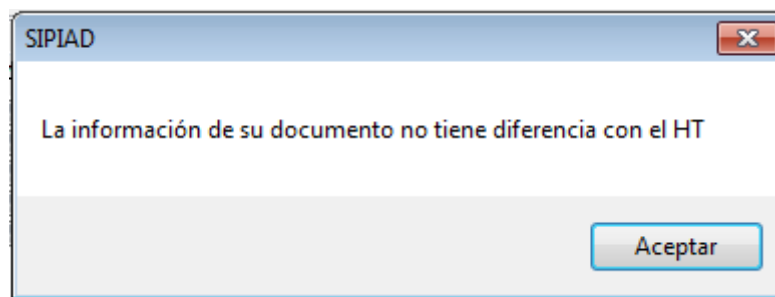 SIPIAD
La información de su documento no tiene diferencia con el HT
Aceptar